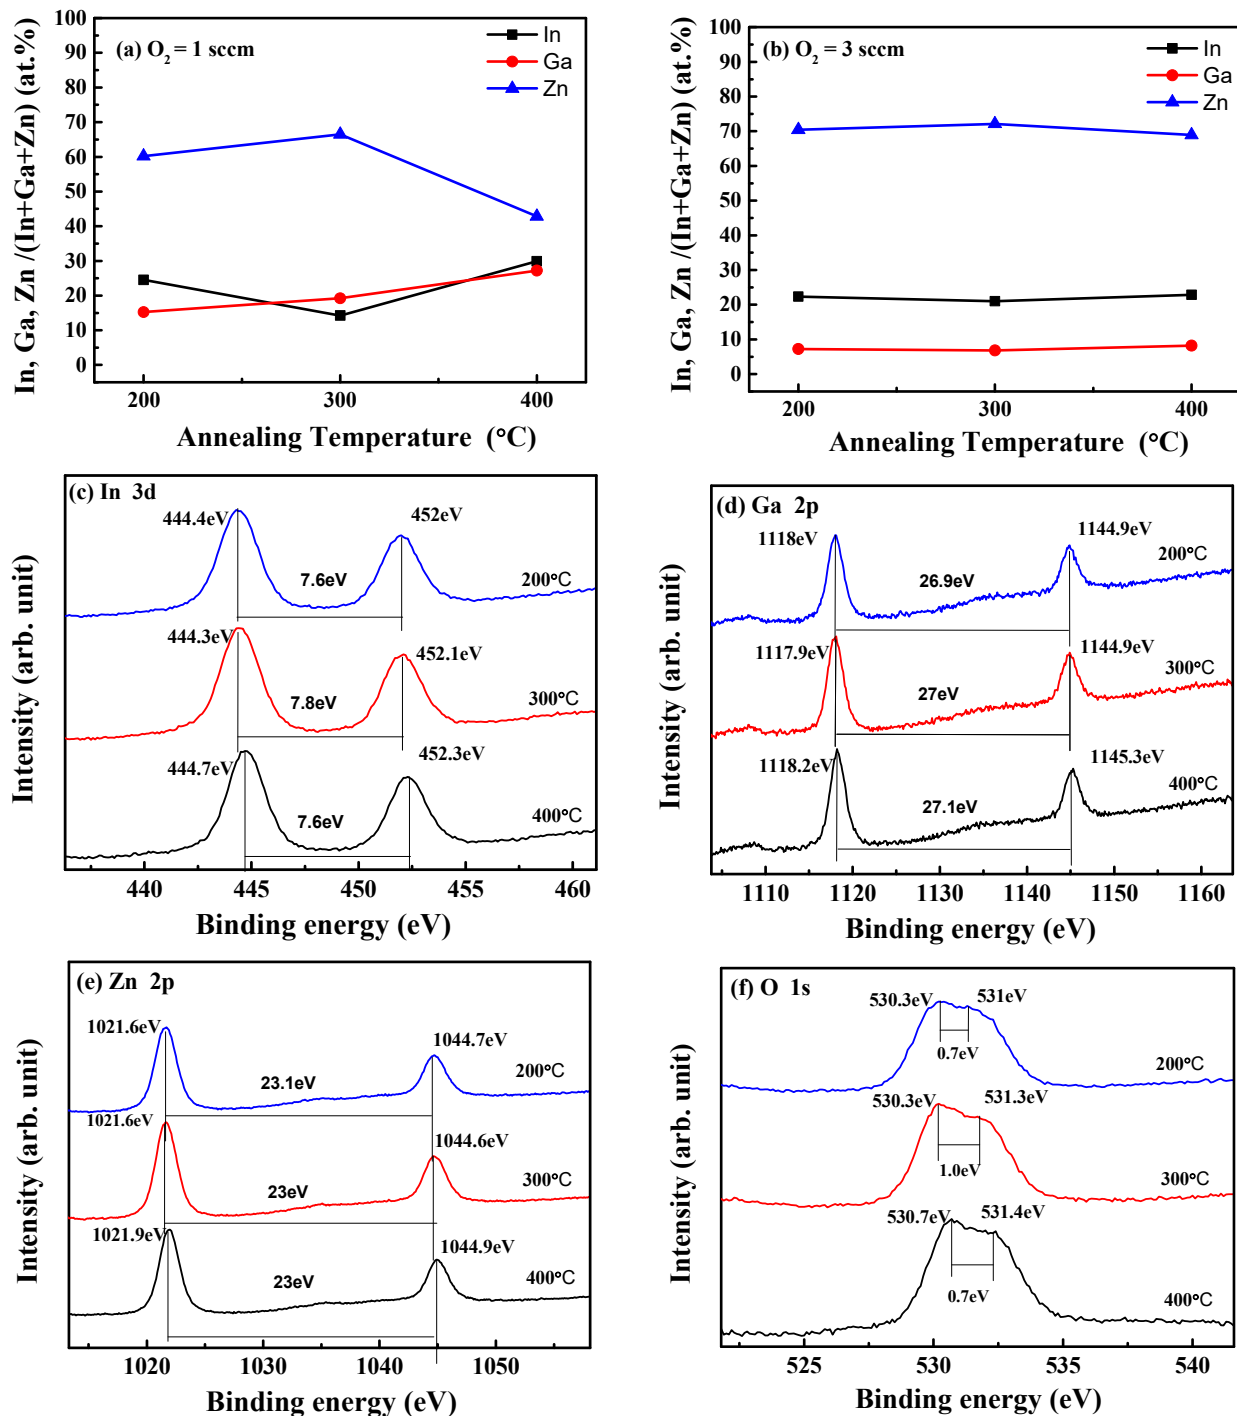 (a) O2 = 1 sccm
In
Ga
Zn
100
90
80
70
60
50
40
30
20
10
0
200
300
400
In, Ga, Zn /(In+Ga+Zn) (at.%)
Annealing Temperature (°C)
(b) O2 = 3 sccm
In
Ga
Zn
100
90
80
70
60
50
40
30
20
10
0
200
300
400
In, Ga, Zn /(In+Ga+Zn) (at.%)
Annealing Temperature (°C)
(c) In 3d
444.4eV
452eV
7.6eV
200°C
444.3eV
452.1eV
7.8eV
300°C
444.7eV
452.3eV
7.6eV
400°C
440
445
450
455
460
Intensity (arb. unit)
Binding energy (eV)
(d) Ga 2p
1118eV
1144.9eV
26.9eV
200°C
1117.9eV
1144.9eV
27eV
300°C
1118.2eV
1145.3eV
27.1eV
400°C
1110
1120
1130
1140
1150
1160
Intensity (arb. unit)
Binding energy (eV)
(e) Zn 2p
1021.6eV
1044.7eV
23.1eV
200°C
1021.6eV
1044.6eV
23eV
300°C
1021.9eV
1044.9eV
23eV
400°C
1020
1030
1040
1050
Intensity (arb. unit)
Binding energy (eV)
(f) O 1s
530.3eV
531eV
0.7eV
200°C
530.3eV
531.3eV
1.0eV
300°C
530.7eV
531.4eV
0.7eV
400°C
525
530
535
540
Intensity (arb. unit)
Binding energy (eV)